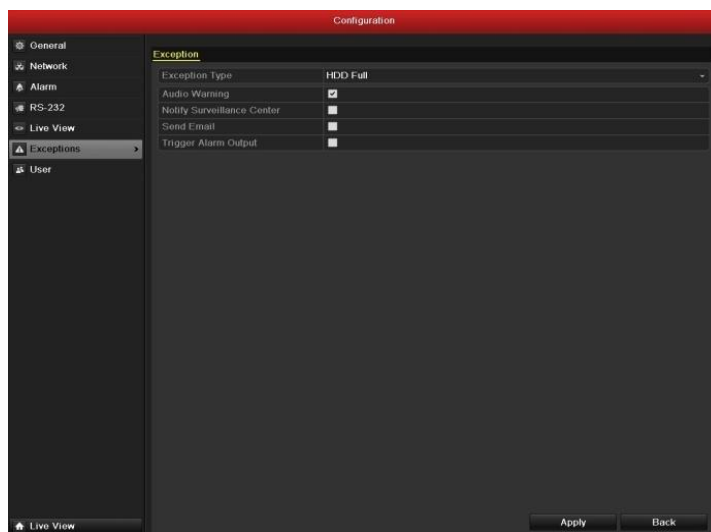 Configuration
General
Network
Alarm
RS-232
Live View
Exceptions
User
Exception
Exception Type HDD Full
Audio Warning
Notify Surveillance Center
Send Email
Trigger Alarm Output
Live View
Apply Back